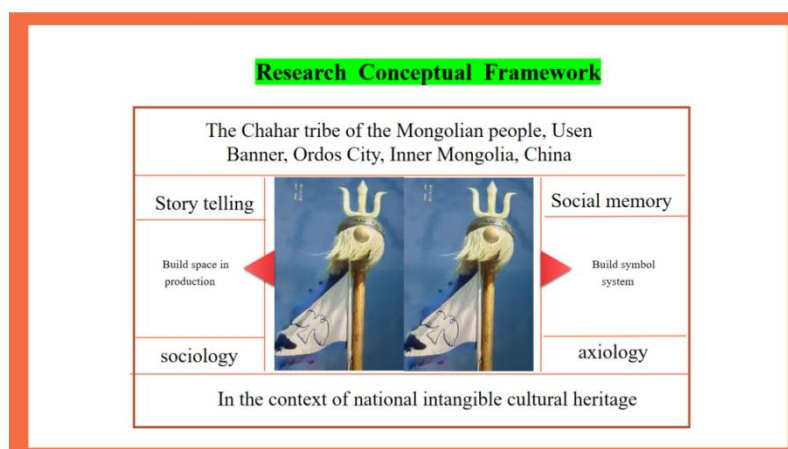 Research Conceptual Framework
The Chahar tribe of the Mongolian people, Usen
Banner, Ordos City, Inner Mongolia, China
Story telling
Build space in
production
sociology
Social memory
Build symbol
system
axiology
In the context of national intangible cultural heritage